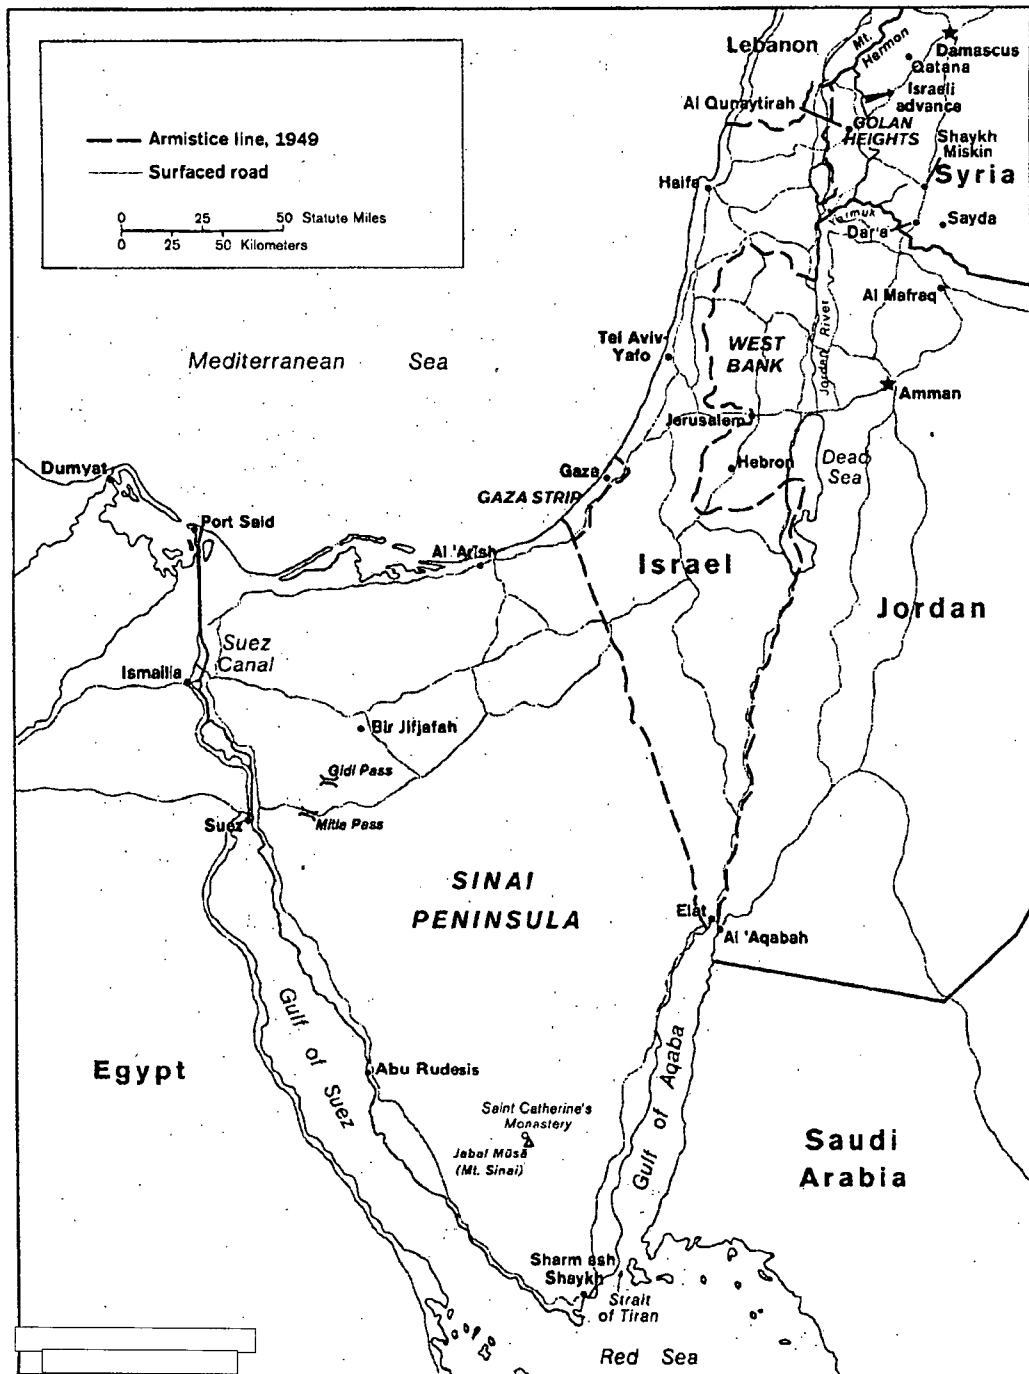 Armistice line, 1949
Surfaced road
0 25 50 Statute Miles
0 25 50 Kilometers
Lebanon
Mt. Hermon
Damascus
Qatana
Israeli
advance
Al Qunaytirah
GOLAN
HEIGHTS
Shaykh
Miskin
Syria
Haifa
Yarmuk
Dar'a
Sayda
Al Mafraq
Mediterranean Sea
Tel Aviv-
Yafo
WEST
BANK
Jordan River
Amman
Jerusalem
Dumyat
Gaza
Hebron
Dead
Sea
GAZA STRIP
Port Said
Al 'Arish
Israel
Jordan
Suez
Canal
Ismailia
Bir Jifjafah
Gidi Pass
Mitla Pass
Suez
SINAI
PENINSULA
Elat
Al 'Aqabah
Gulf of Suez
Gulf of Aqaba
Egypt
Abu Rudesis
Saint Catherine's
Monastery
Jabal Mūsā
(Mt. Sinai)
Saudi
Arabia
Sharm ash
Shaykh
Strait
of Tiran
Red Sea